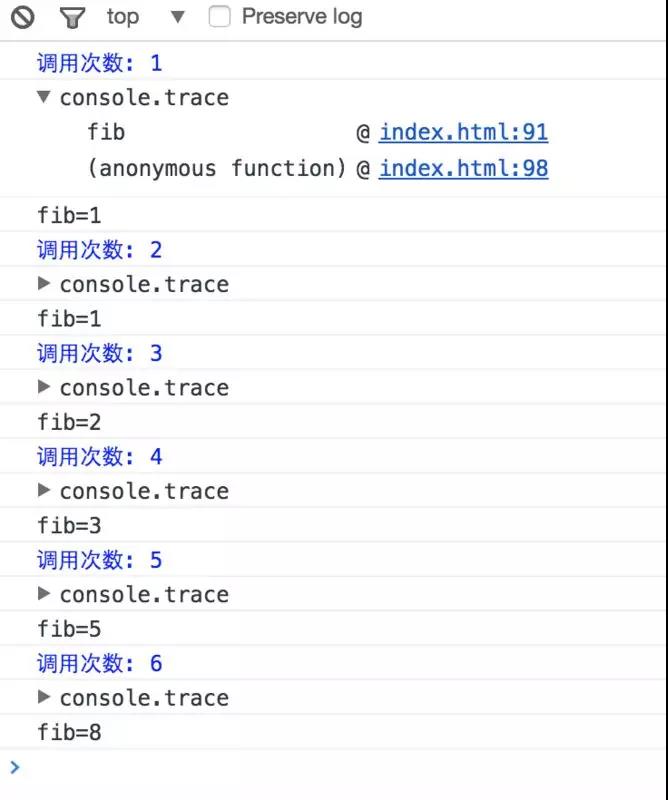 top Preserve log
调用次数: 1
console.trace
fib @ index.html:91
(anonymous function) @ index.html:98
fib=1
调用次数: 2
console.trace
fib=1
调用次数: 3
console.trace
fib=2
调用次数: 4
console.trace
fib=3
调用次数: 5
console.trace
fib=5
调用次数: 6
console.trace
fib=8